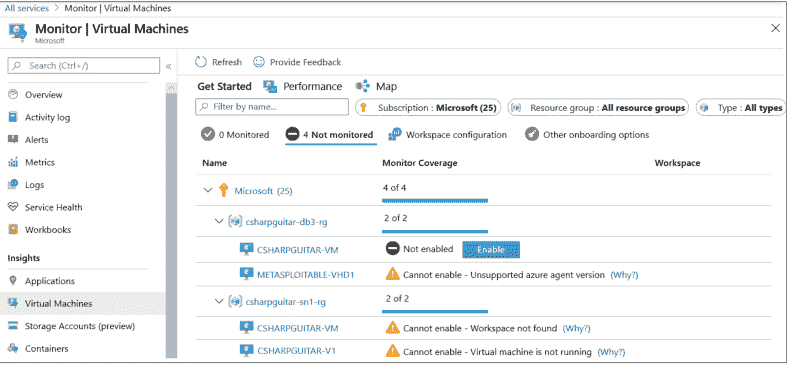 All services > Monitor | Virtual Machines
Monitor | Virtual Machines
Microsoft
Search (Ctrl+/)
«
Overview
Activity log
Alerts
Metrics
Logs
Service Health
Workbooks
Insights
Applications
Virtual Machines
Storage Accounts (preview)
Containers
Refresh Provide Feedback
Get Started Performance Map
Filter by name... Subscription : Microsoft (25) Resource group : All resource groups Type : All types
0 Monitored 4 Not monitored Workspace configuration Other onboarding options
Name Monitor Coverage Workspace
Microsoft (25) 4 of 4
csharpguitar-db3-rg 2 of 2
CSHARPGUITAR-VM Not enabled Enable
METASPLOITABLE-VHD1 Cannot enable - Unsupported azure agent version (Why?)
csharpguitar-sn1-rg 2 of 2
CSHARPGUITAR-VM Cannot enable - Workspace not found (Why?)
CSHARPGUITAR-V1 Cannot enable - Virtual machine is not running (Why?)